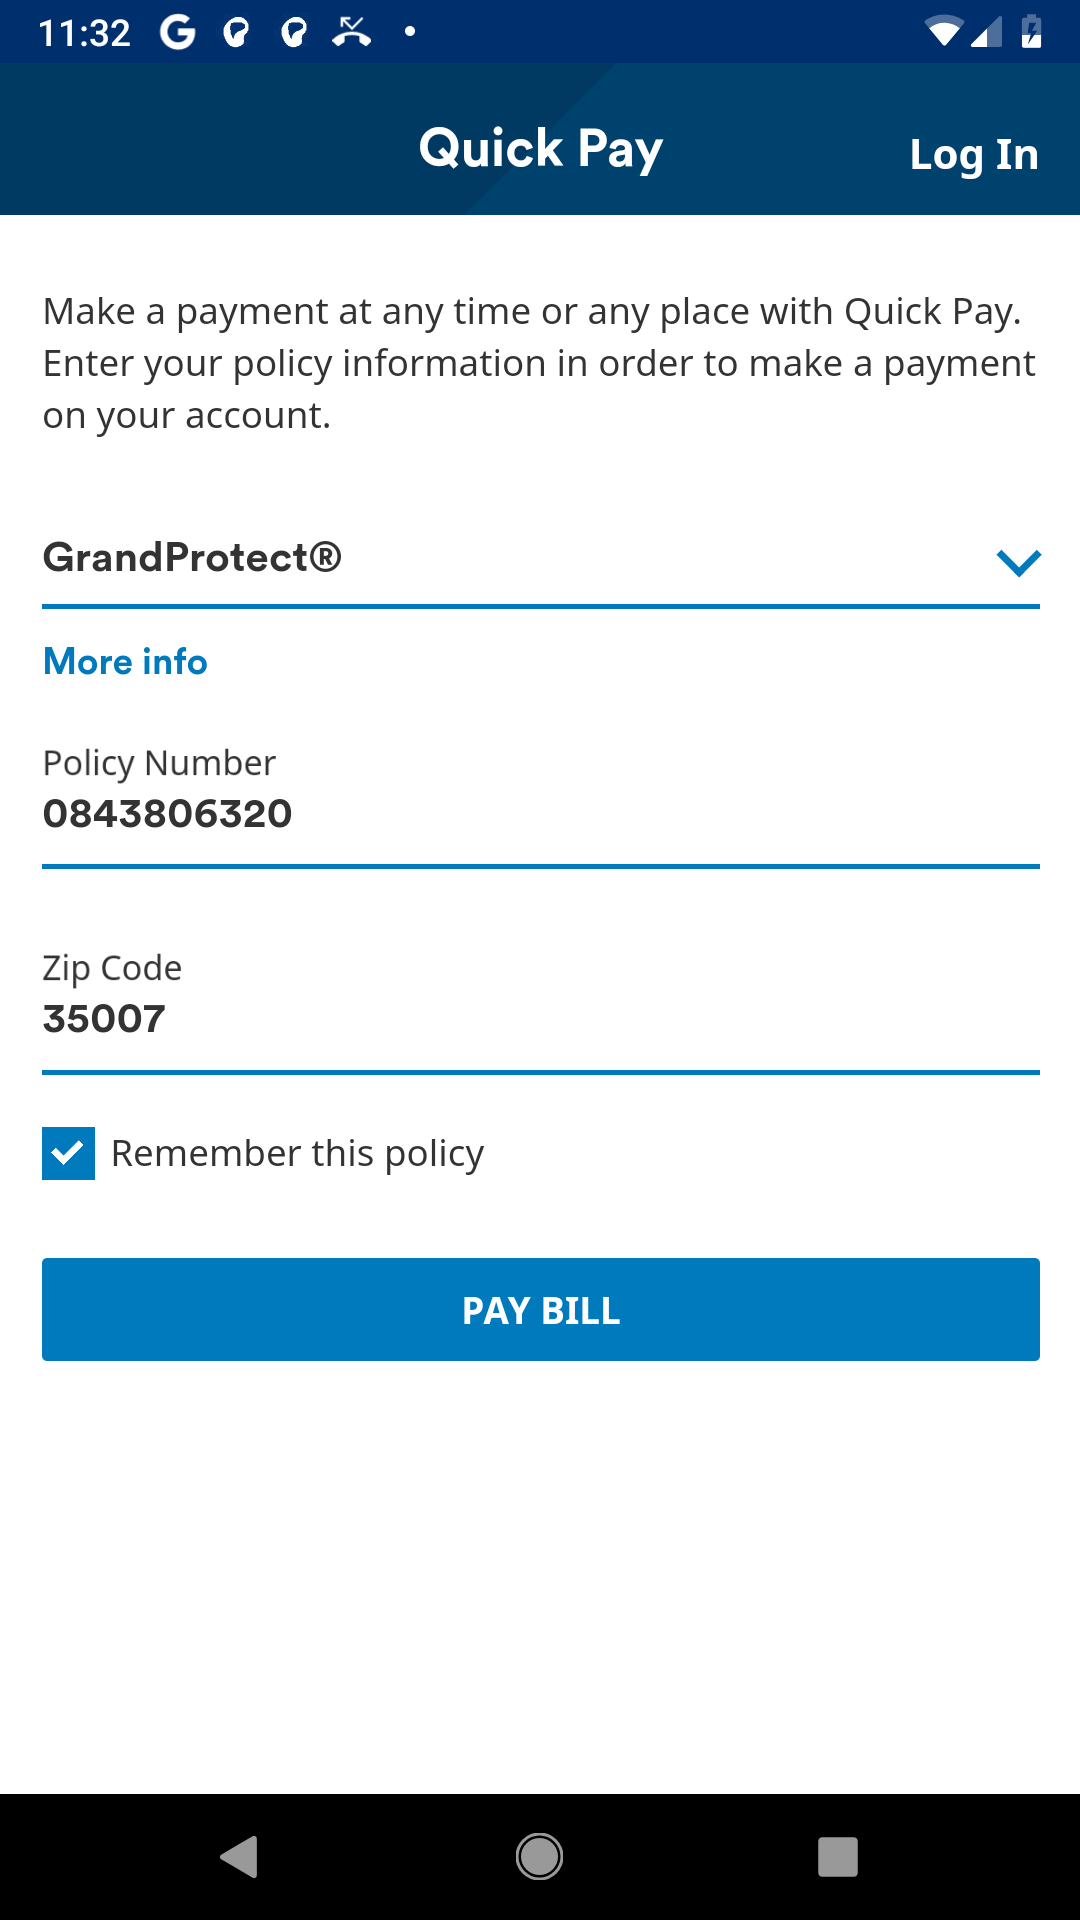 11:32
Quick Pay
Log In
Make a payment at any time or any place with Quick Pay.
Enter your policy information in order to make a payment
on your account.
GrandProtect®
More info
Policy Number
0843806320
Zip Code
35007
Remember this policy
PAY BILL